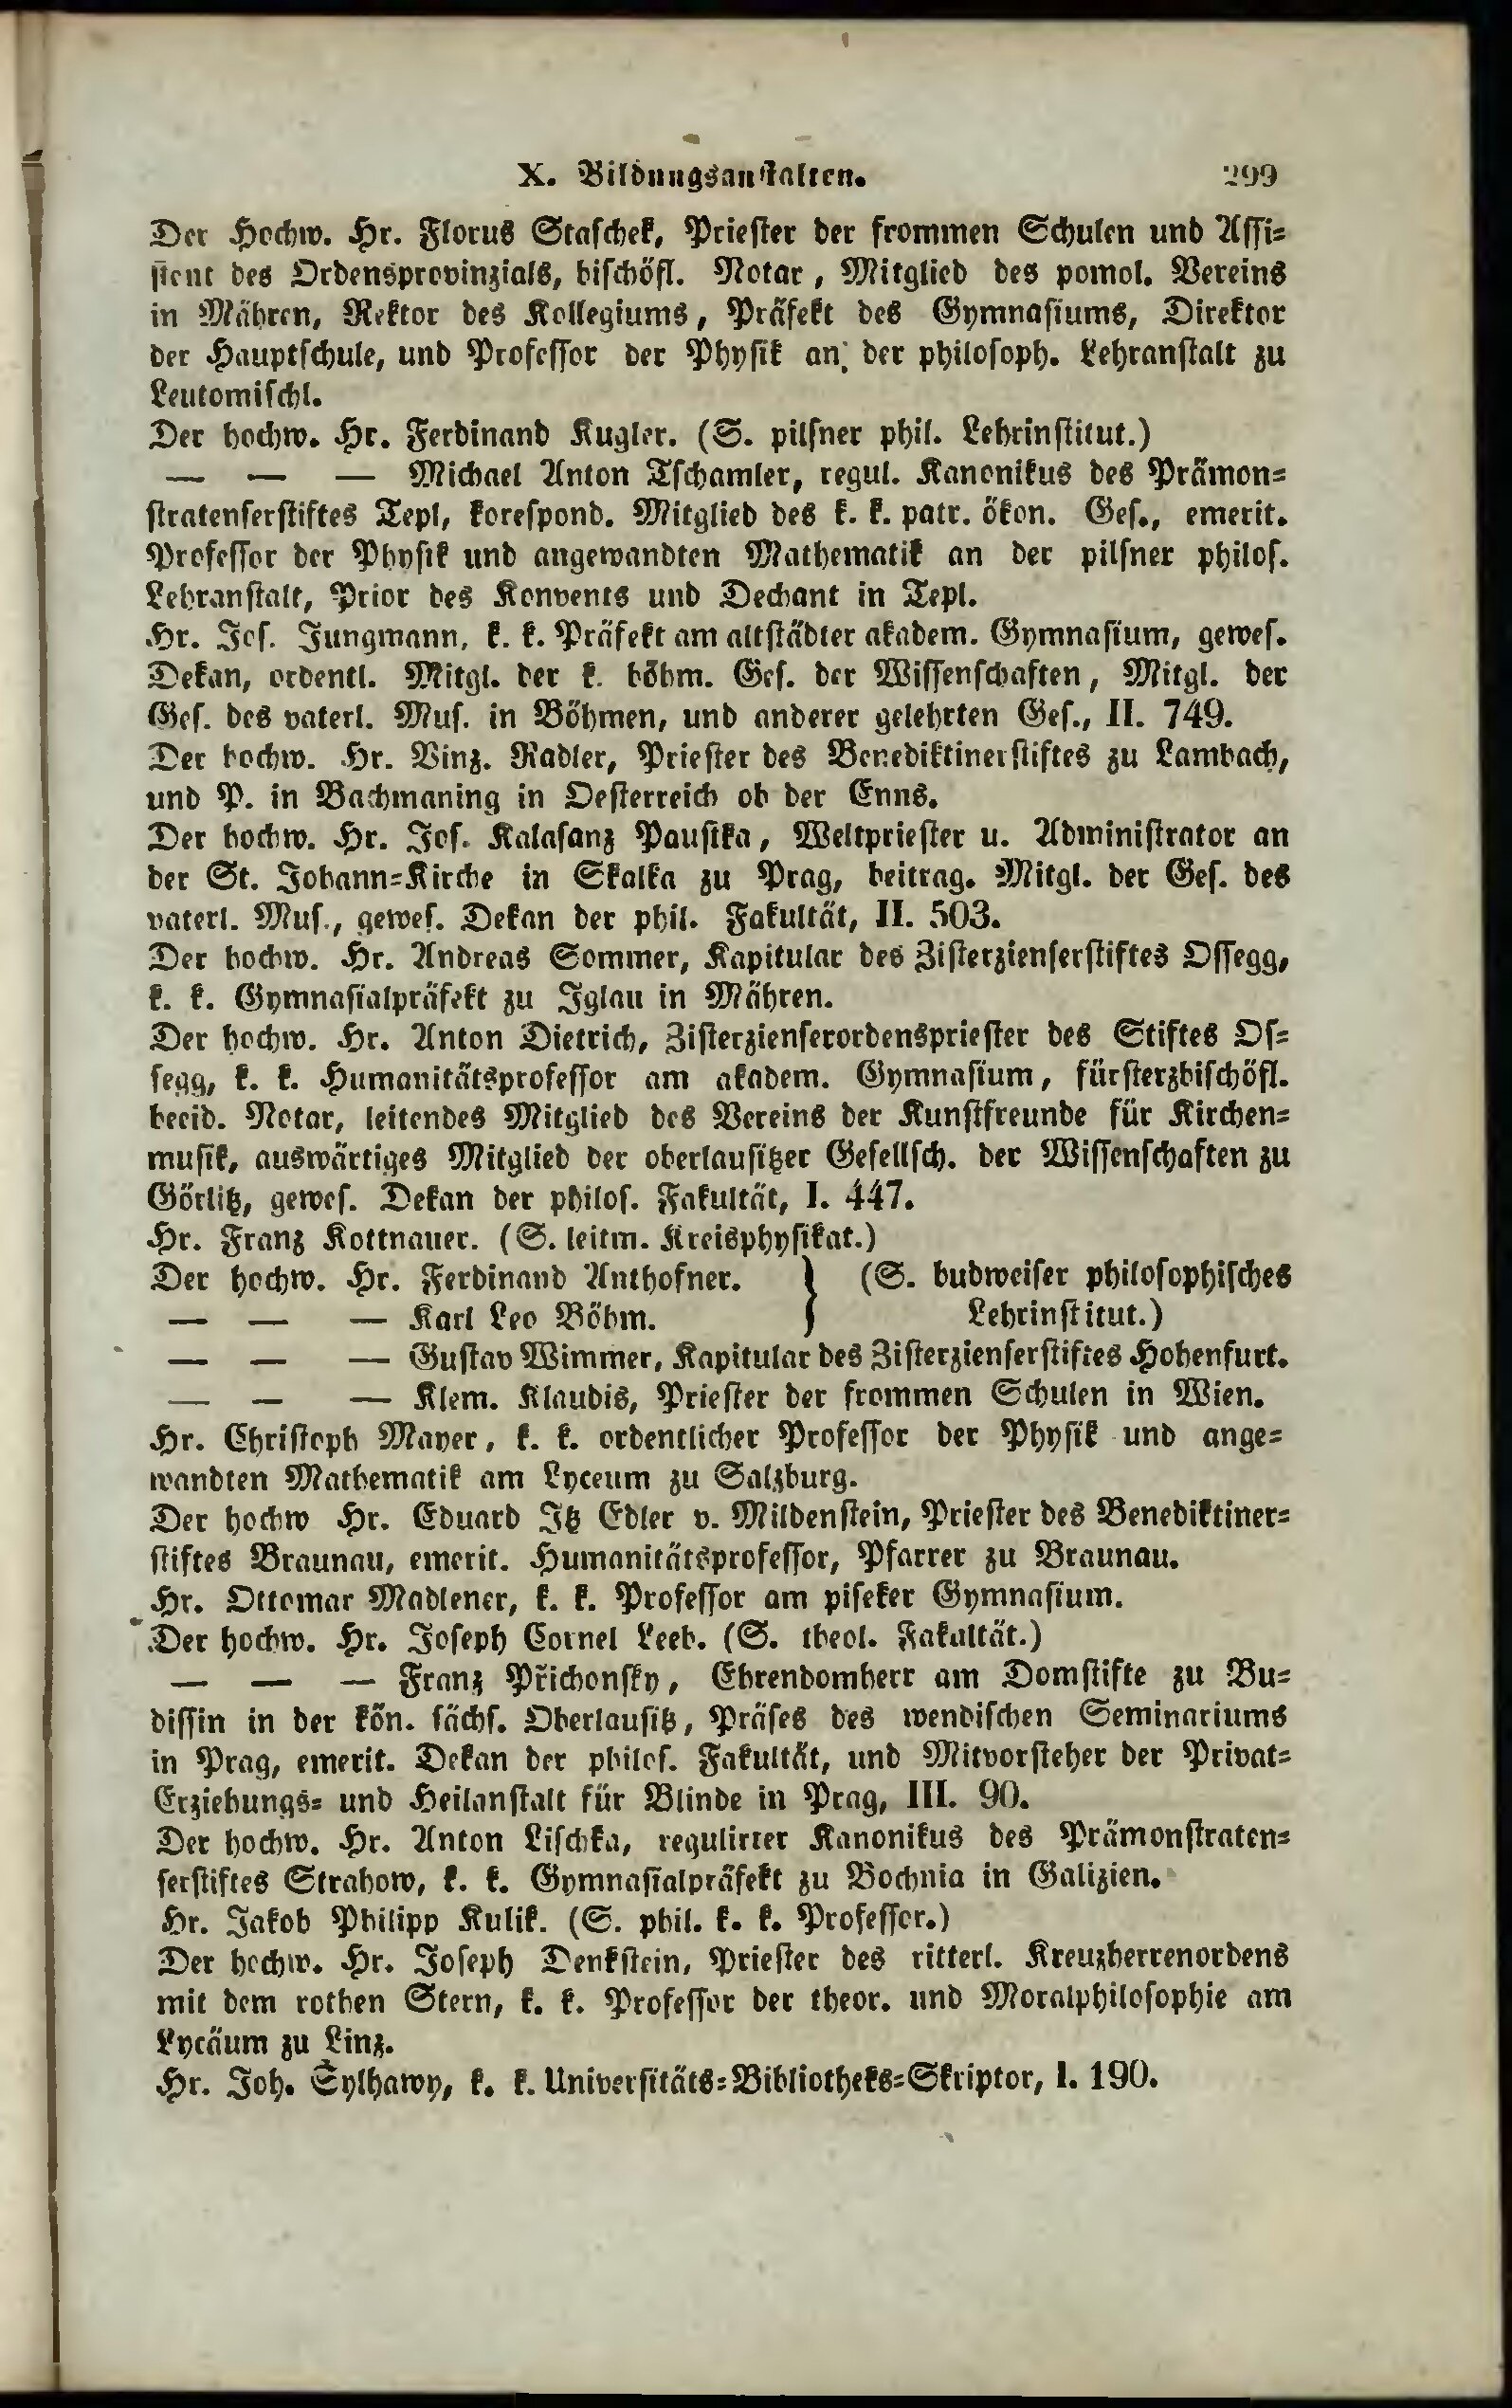 X. Bildungsanstalten. 299
Der Hochw. Hr. Florus Staschek, Priester der frommen Schulen und Assi=
stent des Ordensprovinzials, bischöfl. Notar, Mitglied des pomol. Vereins
in Mähren, Rektor des Kollegiums, Präfekt des Gymnasiums, Direktor
der Hauptschule, und Professor der Physik an der philosoph. Lehranstalt zu
Leutomischl.
Der hochw. Hr. Ferdinand Kugler. (S. pilsner phil. Lehrinstitut.)
— — — Michael Anton Tschamler, regul. Kanonikus des Prämon=
stratenserstiftes Tepl, korespond. Mitglied des k. k. patr. ökon. Ges., emerit.
Professor der Physik und angewandten Mathematik an der pilsner philos.
Lehranstalt, Prior des Konvents und Dechant in Tepl.
Hr. Jos. Jungmann, k. k. Präfekt am altstädter akadem. Gymnasium, gewes.
Dekan, ordentl. Mitgl. der k. böhm. Ges. der Wissenschaften, Mitgl. der
Ges. des vaterl. Mus. in Böhmen, und anderer gelehrten Ges., II. 749.
Der hochw. Hr. Vinz. Radler, Priester des Benediktinerstiftes zu Lambach,
und P. in Bachmaning in Oesterreich ob der Enns.
Der hochw. Hr. Jos. Kalasanz Paustka, Weltpriester u. Administrator an
der St. Johann=Kirche in Skalka zu Prag, beitrag. Mitgl. der Ges. des
vaterl. Mus., gewes. Dekan der phil. Fakultät, II. 503.
Der hochw. Hr. Andreas Sommer, Kapitular des Zisterzienserstiftes Ossegg,
k. k. Gymnasialpräfekt zu Iglau in Mähren.
Der hochw. Hr. Anton Dietrich, Zisterzienserordenspriester des Stiftes Os=
segg, k. k. Humanitätsprofessor am akadem. Gymnasium, fürsterzbischöfl.
beeid. Notar, leitendes Mitglied des Vereins der Kunstfreunde für Kirchen=
musik, auswärtiges Mitglied der oberlausitzer Gesellsch. der Wissenschaften zu
Görlitz, gewes. Dekan der philos. Fakultät, I. 447.
Hr. Franz Kottnauer. (S. leitm. Kreisphysikat.)
Der hochw. Hr. Ferdinand Anthofner. } (S. budweiser philosophisches
— — — Karl Leo Böhm. Lehrinstitut.)
— — — Gustav Wimmer, Kapitular des Zisterzienserstiftes Hohenfurt.
— — — Klem. Klaudis, Priester der frommen Schulen in Wien.
Hr. Christoph Mayer, k. k. ordentlicher Professor der Physik und ange=
wandten Mathematik am Lyceum zu Salzburg.
Der hochw Hr. Eduard Itz Edler v. Mildenstein, Priester des Benediktiner=
stiftes Braunau, emerit. Humanitätsprofessor, Pfarrer zu Braunau.
Hr. Ottomar Madlener, k. k. Professor am piseker Gymnasium.
Der hochw. Hr. Joseph Cornel Leeb. (S. theol. Fakultät.)
— — — Franz Přichonsky, Ehrendomherr am Domstifte zu Bu=
dissin in der kön. sächs. Oberlausitz, Präses des wendischen Seminariums
in Prag, emerit. Dekan der philos. Fakultät, und Mitvorsteher der Privat=
Erziehungs= und Heilanstalt für Blinde in Prag, III. 90.
Der hochw. Hr. Anton Lischka, regulirter Kanonikus des Prämonstraten=
serstiftes Strahow, k. k. Gymnasialpräfekt zu Bochnia in Galizien.
Hr. Jakob Philipp Kulik. (S. phil. k. k. Professor.)
Der hochw. Hr. Joseph Denkstein, Priester des ritterl. Kreuzherrenordens
mit dem rothen Stern, k. k. Professor der theor. und Moralphilosophie am
Lycäum zu Linz.
Hr. Joh. Sylhawy, k. k. Universitäts=Bibliotheks=Skriptor, I. 190.